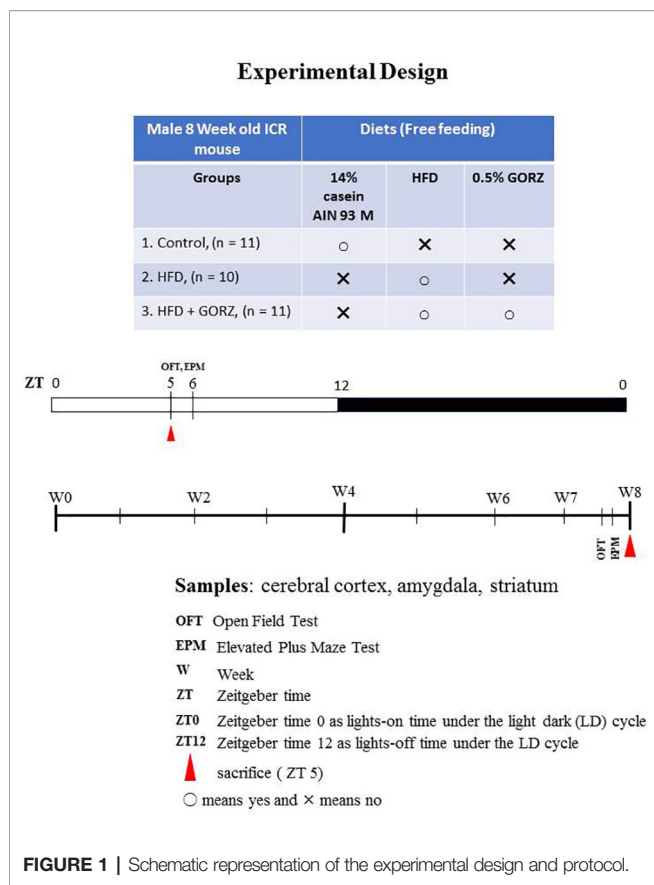 Experimental Design
Male 8 Week old ICR mouse Diets (Free feeding)
Groups 14% casein AIN 93 M HFD 0.5% GORZ
1. Control, (n = 11) ○ × ×
2. HFD, (n = 10) × ○ ×
3. HFD + GORZ, (n = 11) × ○ ○
OFT, EPM
ZT 0 5 6 12 0
W0 W2 W4 W6 W7 W8
OFT EPM
Samples: cerebral cortex, amygdala, striatum
OFT Open Field Test
EPM Elevated Plus Maze Test
W Week
ZT Zeitgeber time
ZT0 Zeitgeber time 0 as lights-on time under the light dark (LD) cycle
ZT12 Zeitgeber time 12 as lights-off time under the LD cycle
sacrifice ( ZT 5)
○ means yes and × means no
FIGURE 1 | Schematic representation of the experimental design and protocol.